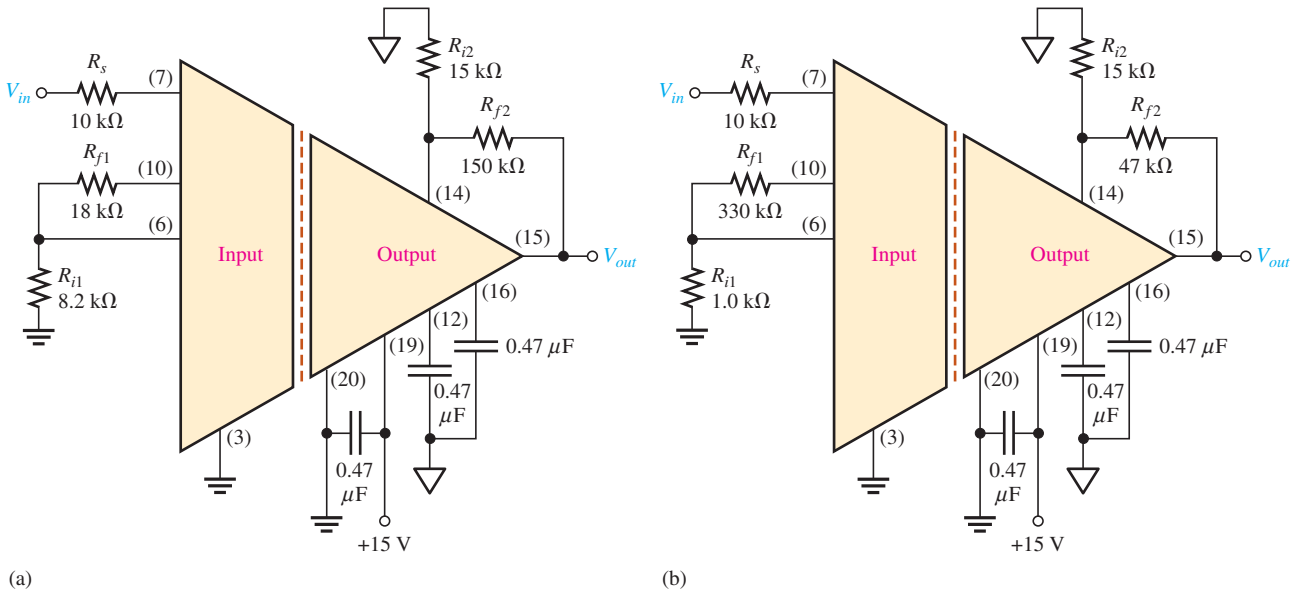 R_i2
15 kΩ
R_s
(7)
V_in
10 kΩ
R_f2
150 kΩ
R_f1
(10)
18 kΩ
(14)
(6)
(15)
Input
Output
V_out
R_i1
8.2 kΩ
(16)
(12)
(19)
0.47 μF
(20)
0.47
μF
(3)
0.47
μF
+15 V
(a)
R_i2
15 kΩ
R_s
(7)
V_in
10 kΩ
R_f2
47 kΩ
R_f1
(10)
330 kΩ
(14)
(6)
(15)
Input
Output
V_out
R_i1
1.0 kΩ
(16)
(12)
(19)
0.47 μF
(20)
0.47
μF
(3)
0.47
μF
+15 V
(b)